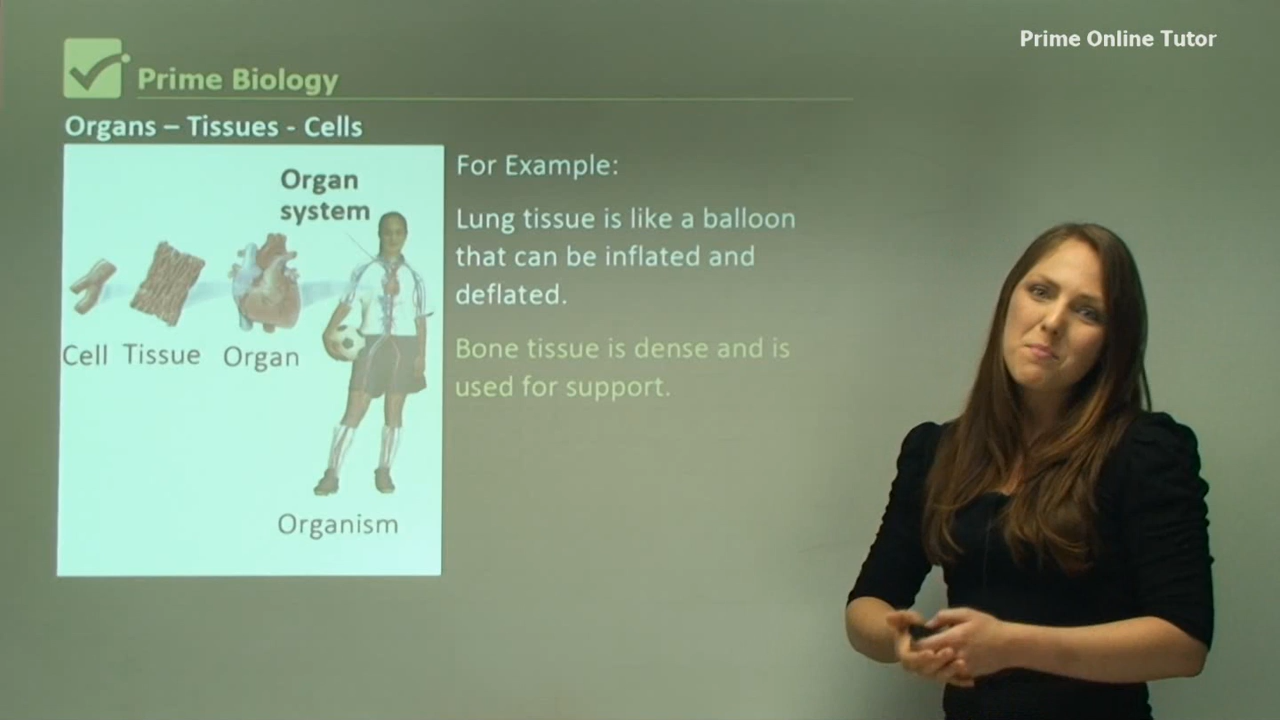 Prime Online Tutor
Prime Biology
Organs – Tissues - Cells
Organ
system
Cell Tissue Organ
Organism
For Example:
Lung tissue is like a balloon
that can be inflated and
deflated.
Bone tissue is dense and is
used for support.